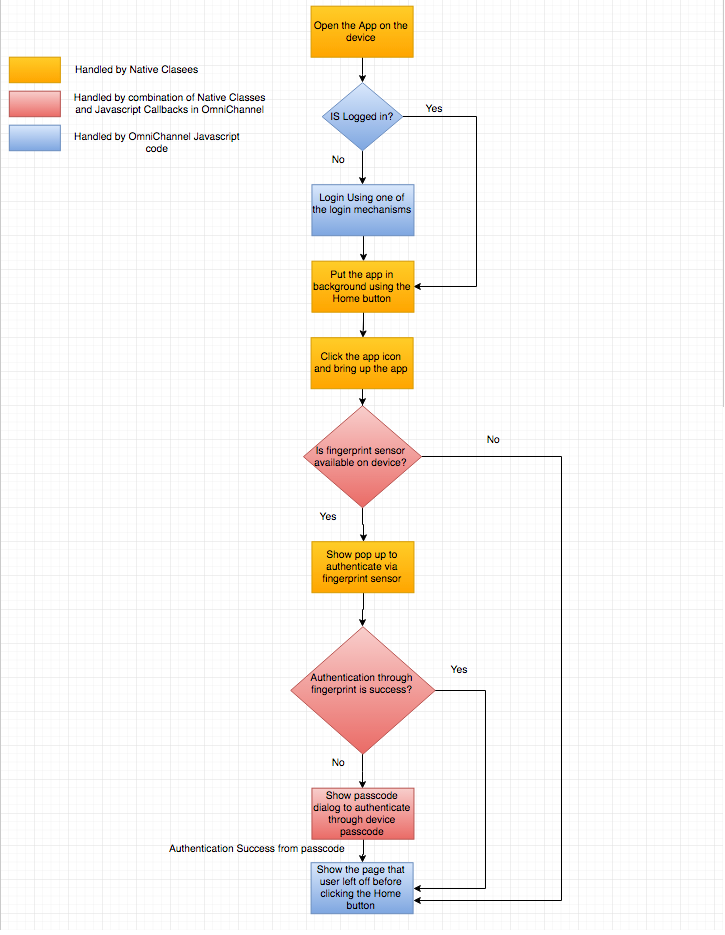 Open the App on the
device
Handled by Native Clasees
Handled by combination of Native Classes
and Javascript Callbacks in OmniChannel
Handled by OmniChannel Javascript
code
IS Logged in?
Yes
No
Login Using one of
the login mechanisms
Put the app in
background using the
Home button
Click the app icon
and bring up the app
Is fingerprint sensor
available on device?
No
Yes
Show pop up to
authenticate via
fingerprint sensor
Authentication through
fingerprint is success?
Yes
No
Show passcode
dialog to authenticate
through device
passcode
Authentication Success from passcode
Show the page that
user left off before
clicking the Home
button